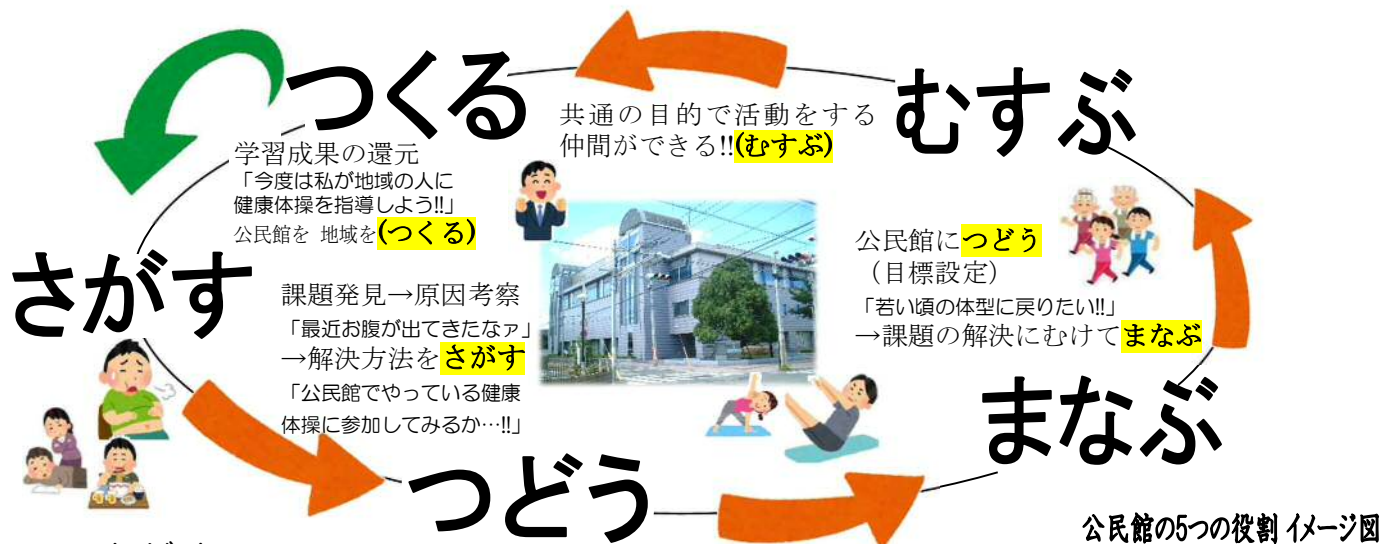 つくる
むすぶ
共通の目的で活動をする
仲間ができる!!(むすぶ)
学習成果の還元
「今度は私が地域の人に
健康体操を指導しよう!!」
公民館を 地域を(つくる)
さがす
課題発見→原因考察
「最近お腹が出てきたなァ」
→解決方法をさがす
「公民館でやっている健康
体操に参加してみるか…!!」
公民館につどう
（目標設定）
「若い頃の体型に戻りたい!!」
→課題の解決にむけてまなぶ
まなぶ
つどう
公民館の5つの役割 イメージ図